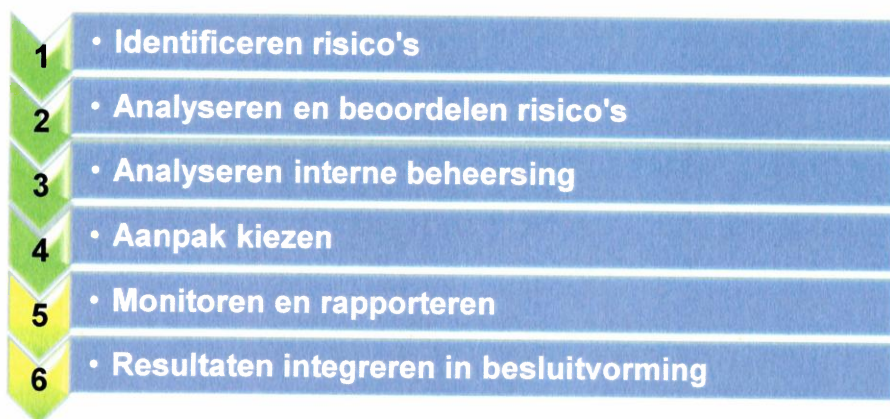 1 • Identificeren risico's
2 • Analyseren en beoordelen risico's
3 • Analyseren interne beheersing
4 • Aanpak kiezen
5 • Monitoren en rapporteren
6 • Resultaten integreren in besluitvorming